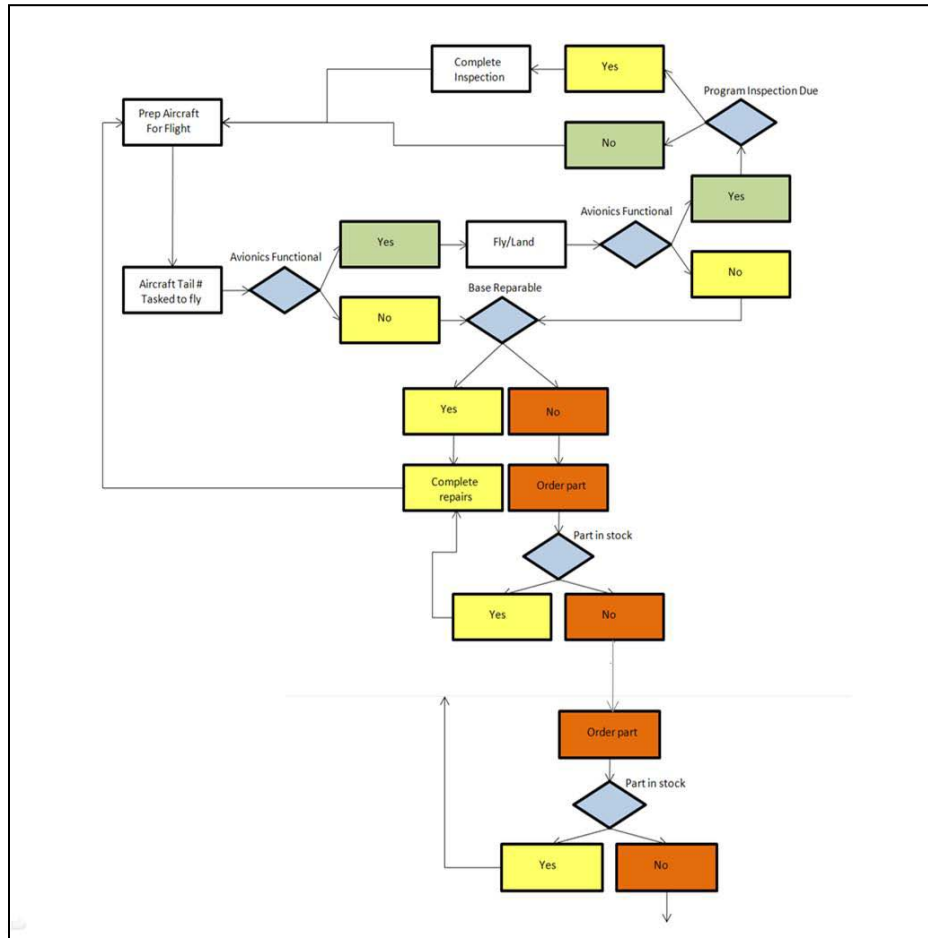 Complete
Inspection
Yes
Program Inspection Due
Prep Aircraft
For Flight
No
Yes
Avionics Functional
Yes
Fly/Land
Avionics Functional
No
Aircraft Tail #
Tasked to fly
Base Reparable
No
Yes
No
Complete
repairs
Order part
Part in stock
Yes
No
Order part
Part in stock
Yes
No